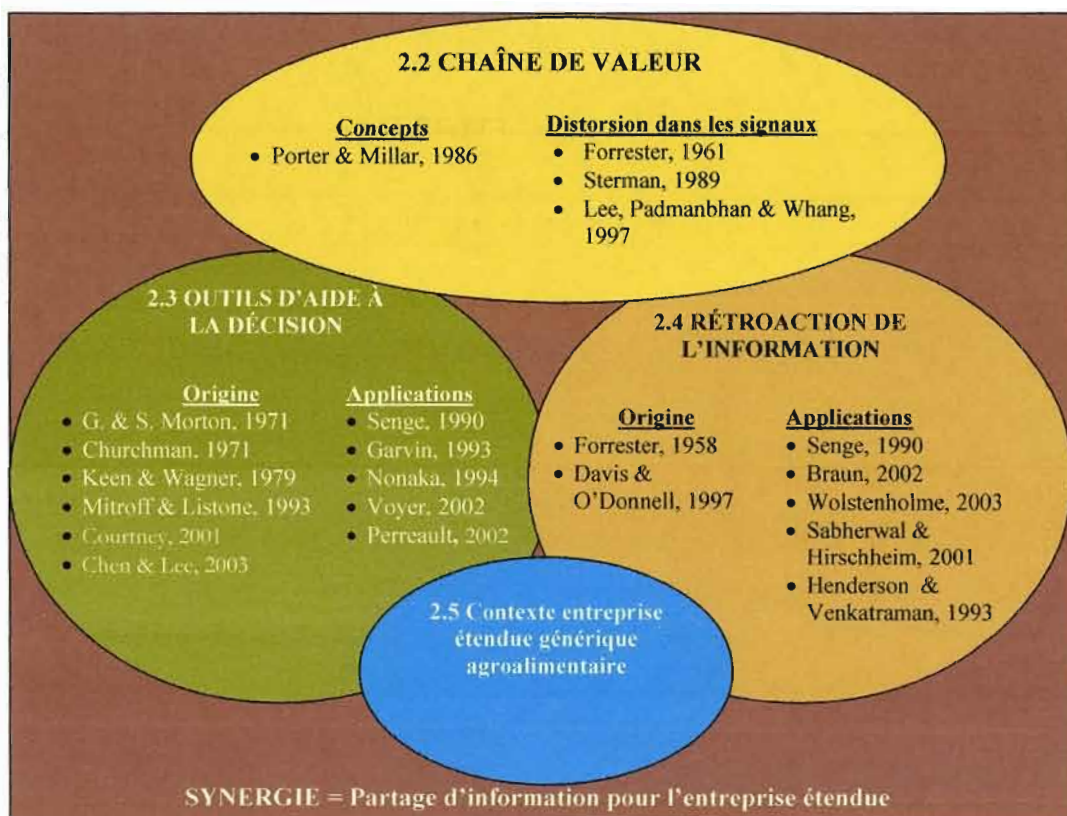 2.2 CHAÎNE DE VALEUR
Concepts
• Porter & Millar, 1986
Distorsion dans les signaux
• Forrester, 1961
• Sterman, 1989
• Lee, Padmanbhan & Whang,
1997
2.3 OUTILS D'AIDE À
LA DÉCISION
Origine
• G. & S. Morton, 1971
• Churchman, 1971
• Keen & Wagner, 1979
• Mitroff & Listone, 1993
• Courtney, 2001
• Chen & Lee, 2003
Applications
• Senge, 1990
• Garvin, 1993
• Nonaka, 1994
• Voyer, 2002
• Perreault, 2002
2.4 RÉTROACTION DE
L'INFORMATION
Origine
• Forrester, 1958
• Davis &
O'Donnell, 1997
Applications
• Senge, 1990
• Braun, 2002
• Wolstenholme, 2003
• Sabherwal &
Hirschheim, 2001
• Henderson &
Venkatraman, 1993
2.5 Contexte entreprise
étendue générique
agroalimentaire
SYNERGIE = Partage d'information pour l'entreprise étendue